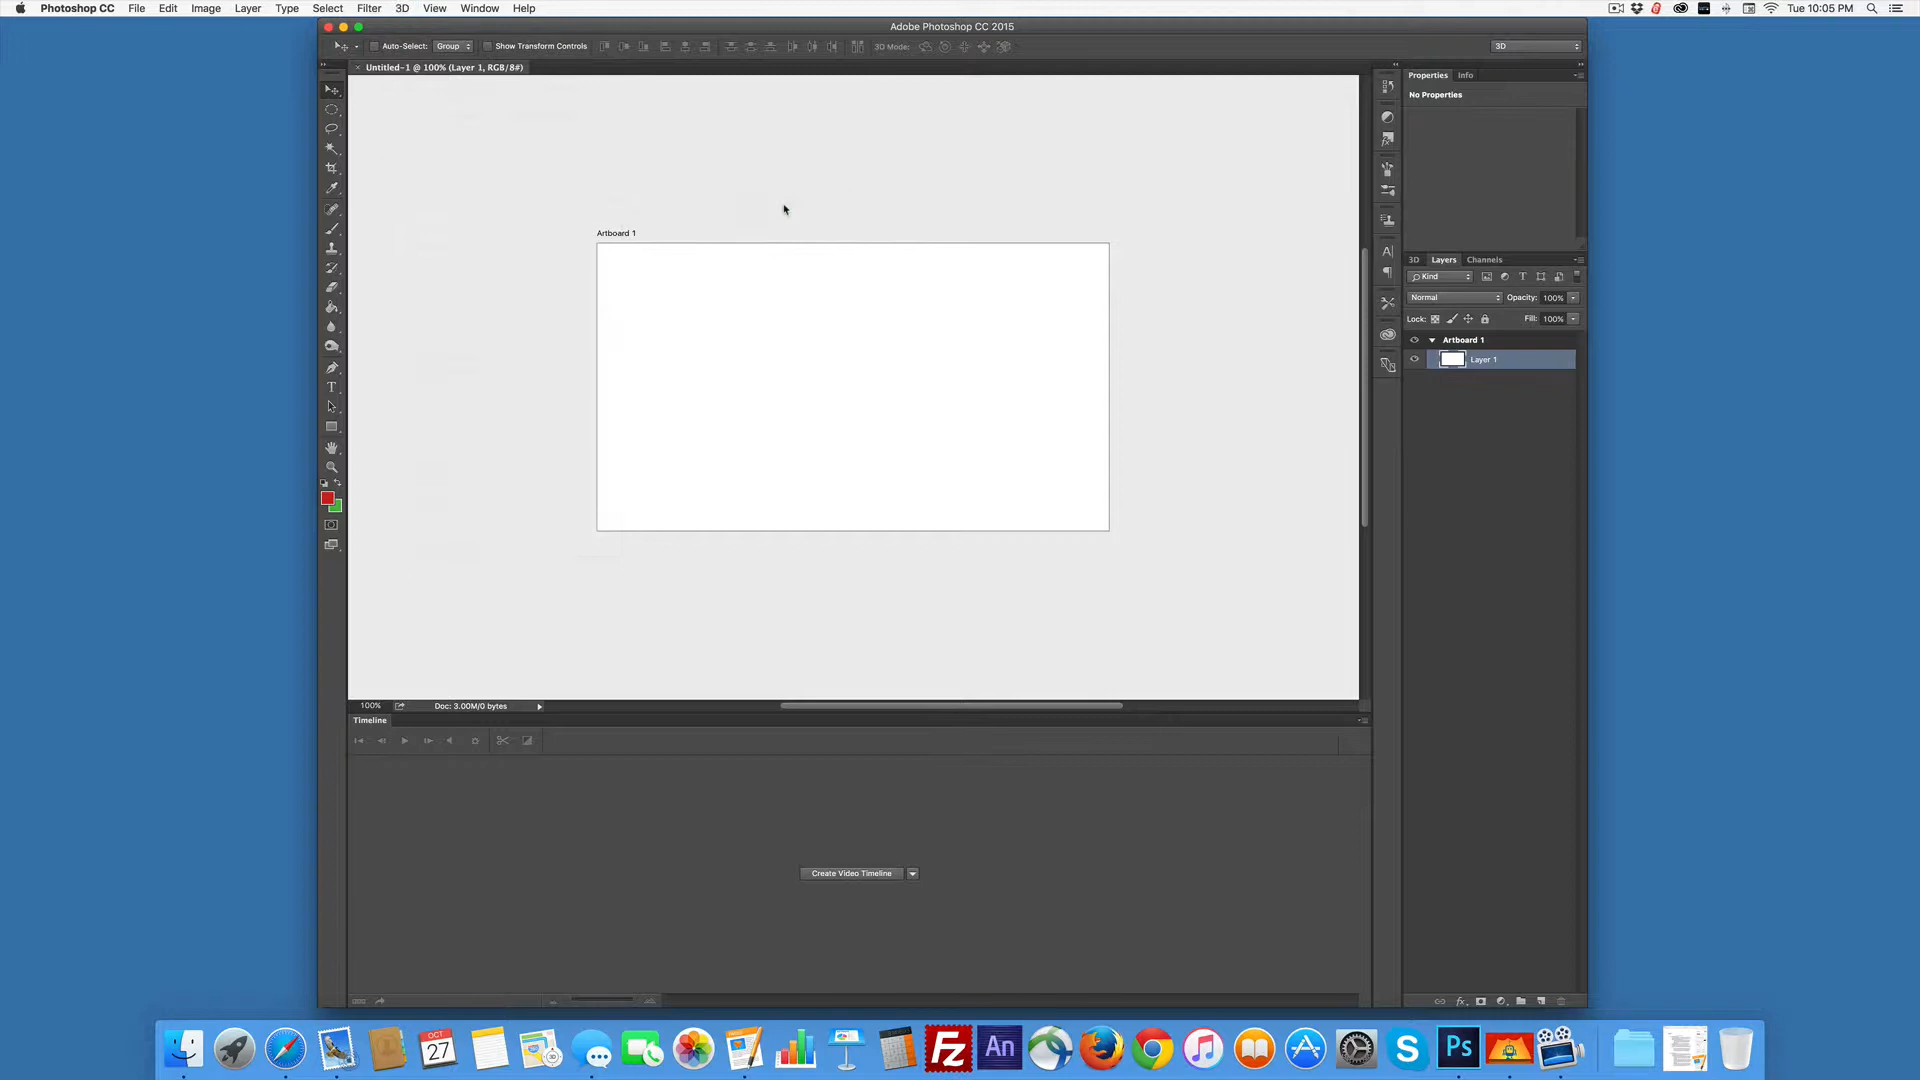 Photoshop CC File Edit Image Layer Type Select Filter 3D View Window Help Tue 10:05 PM
Adobe Photoshop CC 2015
Auto-Select: Group Show Transform Controls 3D Mode: 3D
× Untitled-1 @ 100% (Layer 1, RGB/8#)
Properties Info
No Properties
Artboard 1
3D Layers Channels
Kind
Normal Opacity: 100%
Lock: Fill: 100%
Artboard 1
Layer 1
100% Doc: 3.00M/0 bytes
Timeline
Create Video Timeline
OCT
27
3D
Fz
An
S
Ps